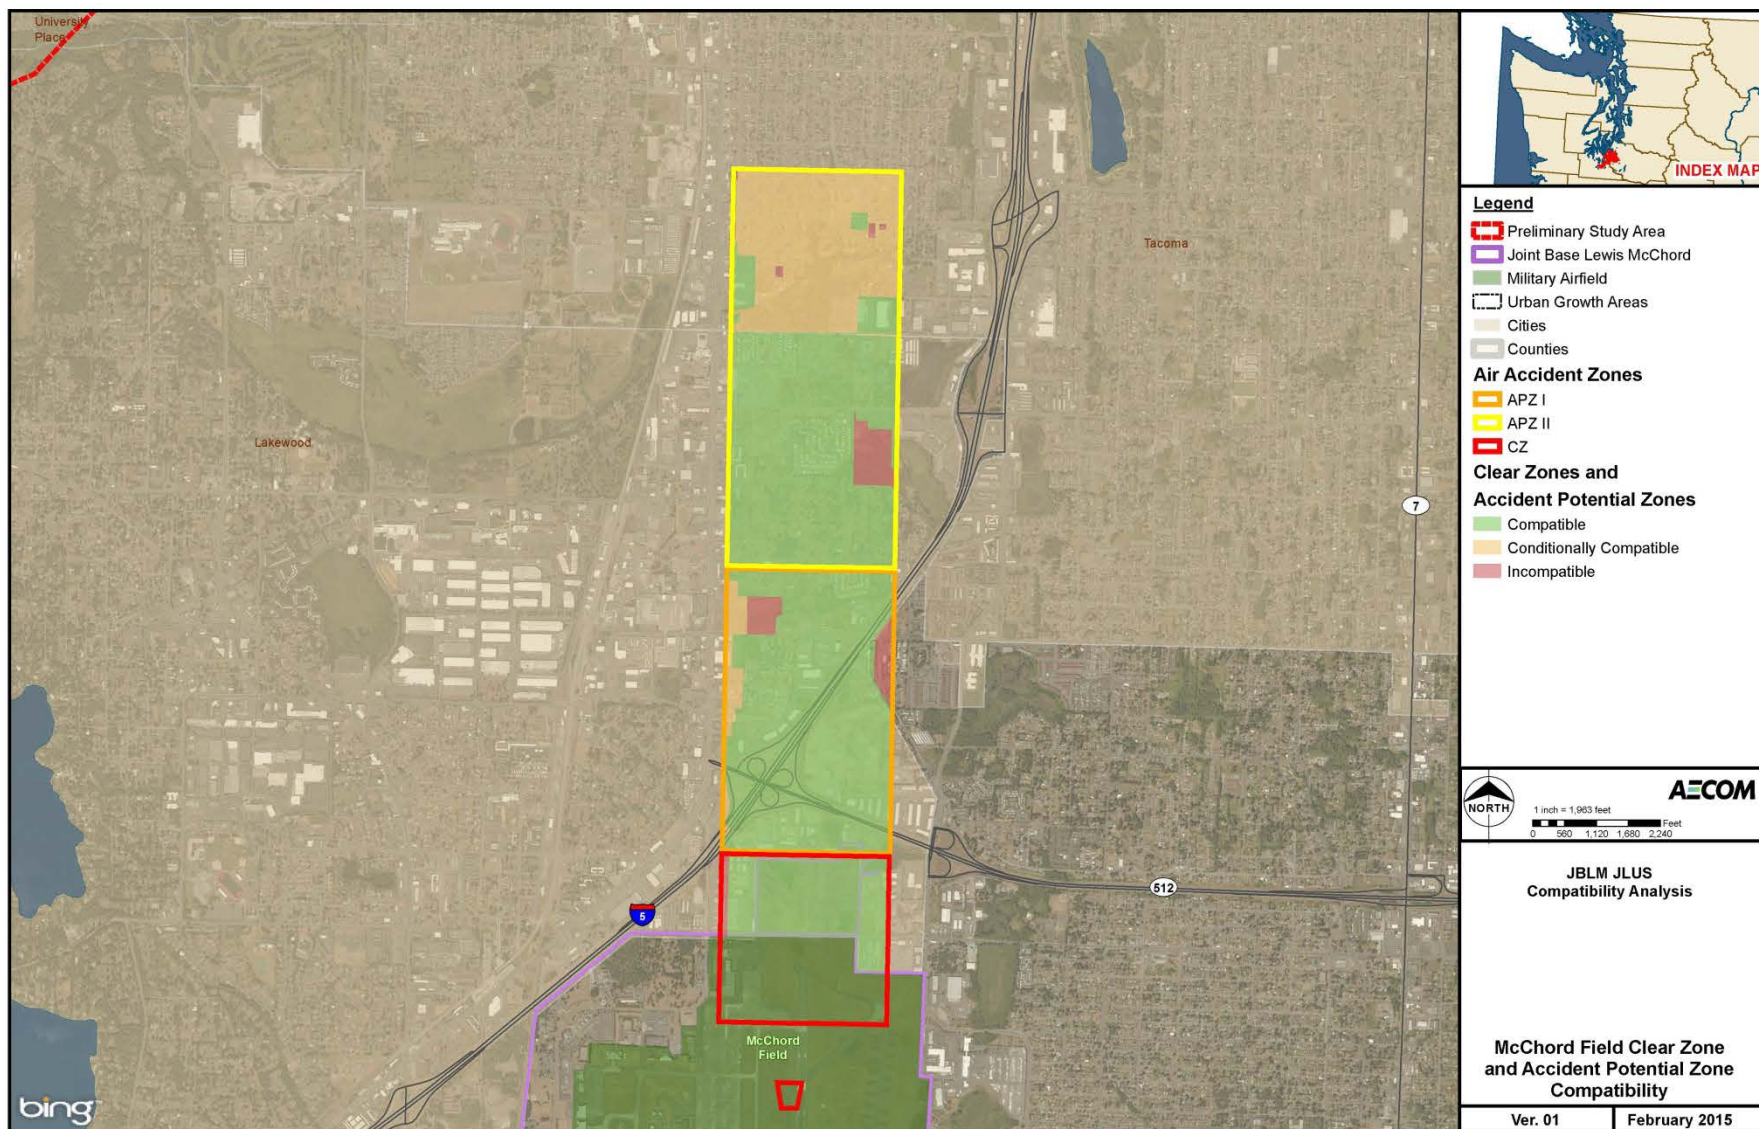 University
Place
Tacoma
Lakewood
7
512
5
McChord
Field
bing
INDEX MAP
Legend
Preliminary Study Area
Joint Base Lewis McChord
Military Airfield
Urban Growth Areas
Cities
Counties
Air Accident Zones
APZ I
APZ II
CZ
Clear Zones and
Accident Potential Zones
Compatible
Conditionally Compatible
Incompatible
NORTH
AECOM
1 inch = 1,963 feet
Feet
0 560 1,120 1,680 2,240
JBLM JLUS
Compatibility Analysis
McChord Field Clear Zone
and Accident Potential Zone
Compatibility
Ver. 01 February 2015